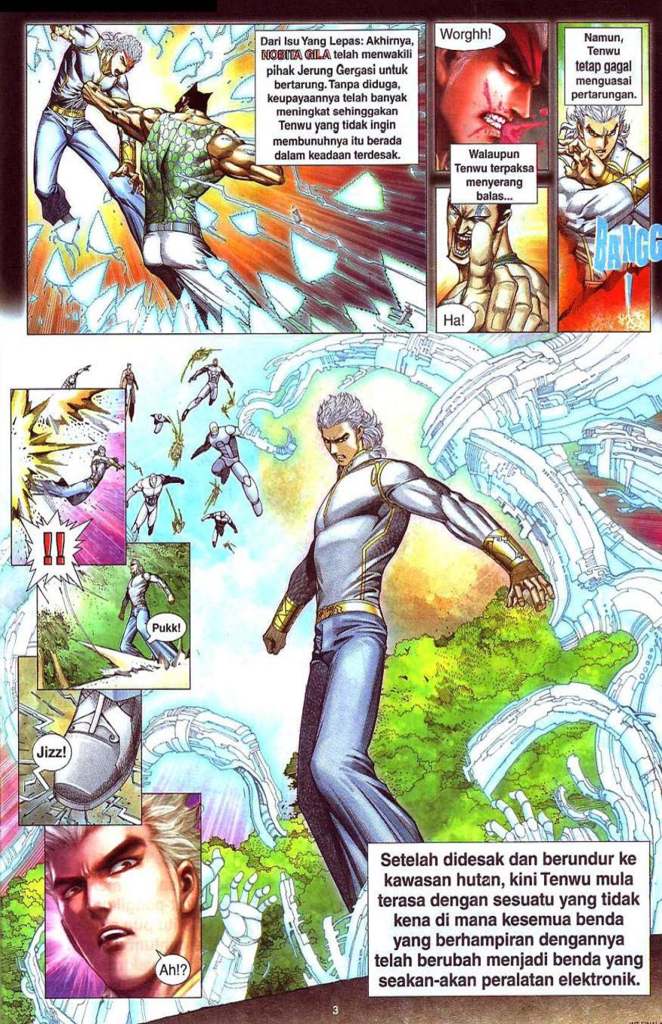 Dari Isu Yang Lepas: Akhirnya,
NOBITA GILA telah mewakili
pihak Jerung Gergasi untuk
bertarung. Tanpa diduga,
keupayaannya telah banyak
meningkat sehinggakan
Tenwu yang tidak ingin
membunuhnya itu berada
dalam keadaan terdesak.
Worghh!
Walaupun
Tenwu terpaksa
menyerang
balas...
Ha!
Namun,
Tenwu
tetap gagal
menguasai
pertarungan.
BANGG
!
!!
Pukk!
Jizz!
Ah!?
Setelah didesak dan berundur ke
kawasan hutan, kini Tenwu mula
terasa dengan sesuatu yang tidak
kena di mana kesemua benda
yang berhampiran dengannya
telah berubah menjadi benda yang
seakan-akan peralatan elektronik.
3